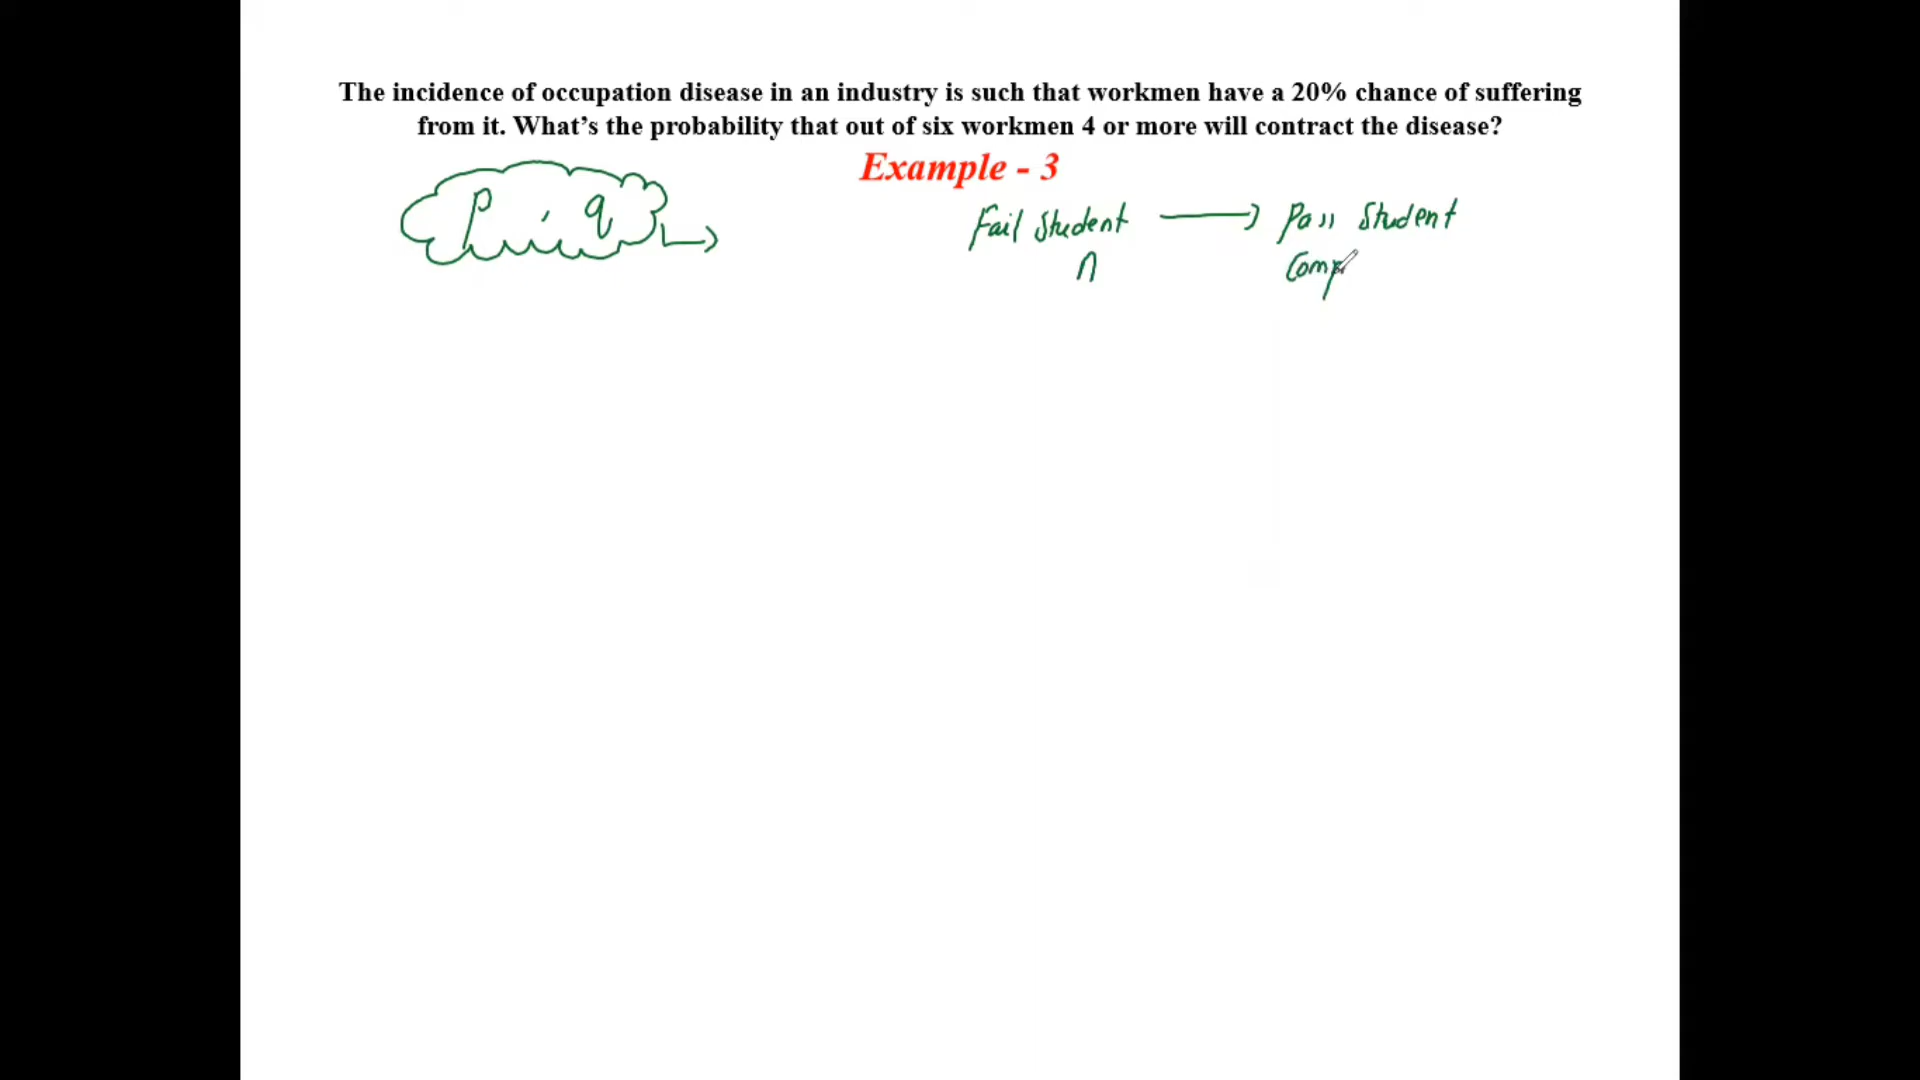 The incidence of occupation disease in an industry is such that workmen have a 20% chance of suffering
from it. What's the probability that out of six workmen 4 or more will contract the disease?
Example - 3
p , q
Fail Student → Pass Student
n Comp